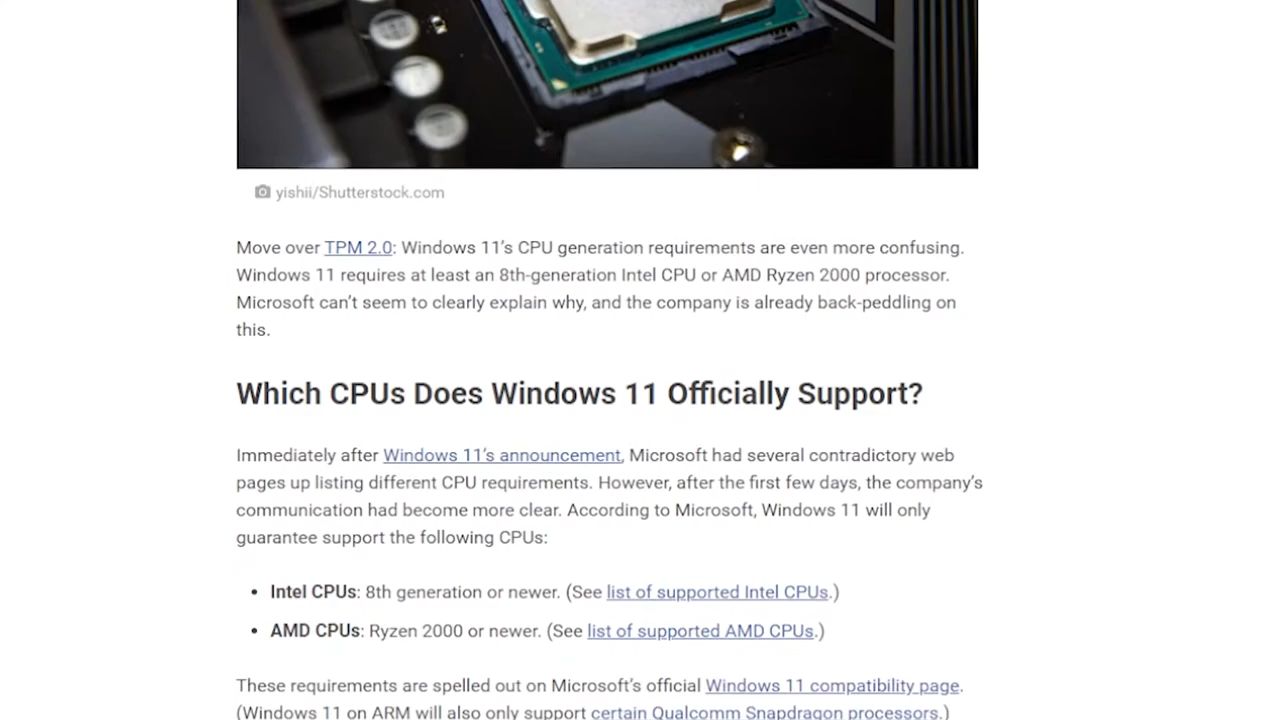 yishii/Shutterstock.com
Move over TPM 2.0: Windows 11’s CPU generation requirements are even more confusing.
Windows 11 requires at least an 8th-generation Intel CPU or AMD Ryzen 2000 processor.
Microsoft can’t seem to clearly explain why, and the company is already back-peddling on
this.
Which CPUs Does Windows 11 Officially Support?
Immediately after Windows 11’s announcement, Microsoft had several contradictory web
pages up listing different CPU requirements. However, after the first few days, the company’s
communication had become more clear. According to Microsoft, Windows 11 will only
guarantee support the following CPUs:
• Intel CPUs: 8th generation or newer. (See list of supported Intel CPUs.)
• AMD CPUs: Ryzen 2000 or newer. (See list of supported AMD CPUs.)
These requirements are spelled out on Microsoft’s official Windows 11 compatibility page.
(Windows 11 on ARM will also only support certain Qualcomm Snapdragon processors.)